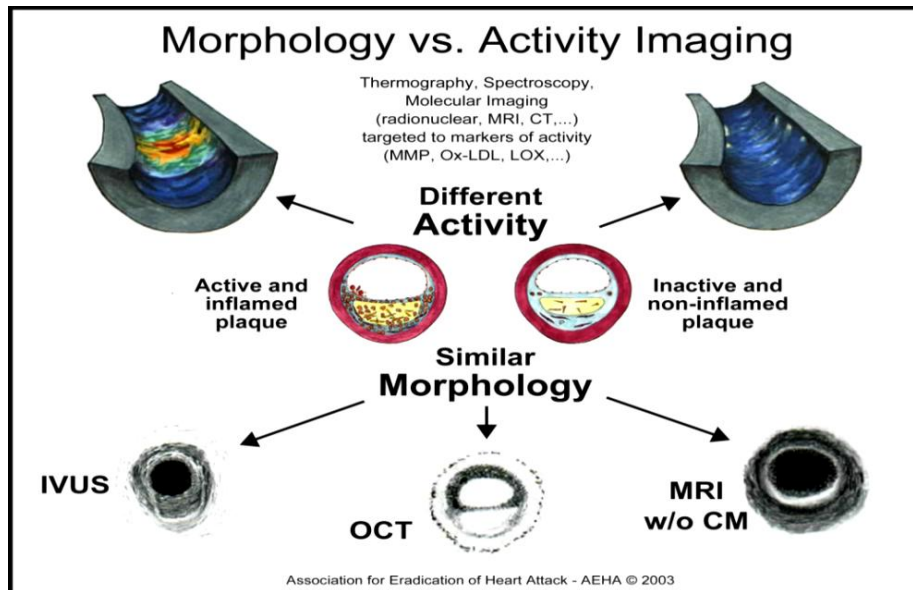 Morphology vs. Activity Imaging
Thermography, Spectroscopy,
Molecular Imaging
(radionuclear, MRI, CT,...)
targeted to markers of activity
(MMP, Ox-LDL, LOX,...)
Different
Activity
Active and
inflamed
plaque
Inactive and
non-inflamed
plaque
Similar
Morphology
IVUS
OCT
MRI
w/o CM
Association for Eradication of Heart Attack - AEHA © 2003